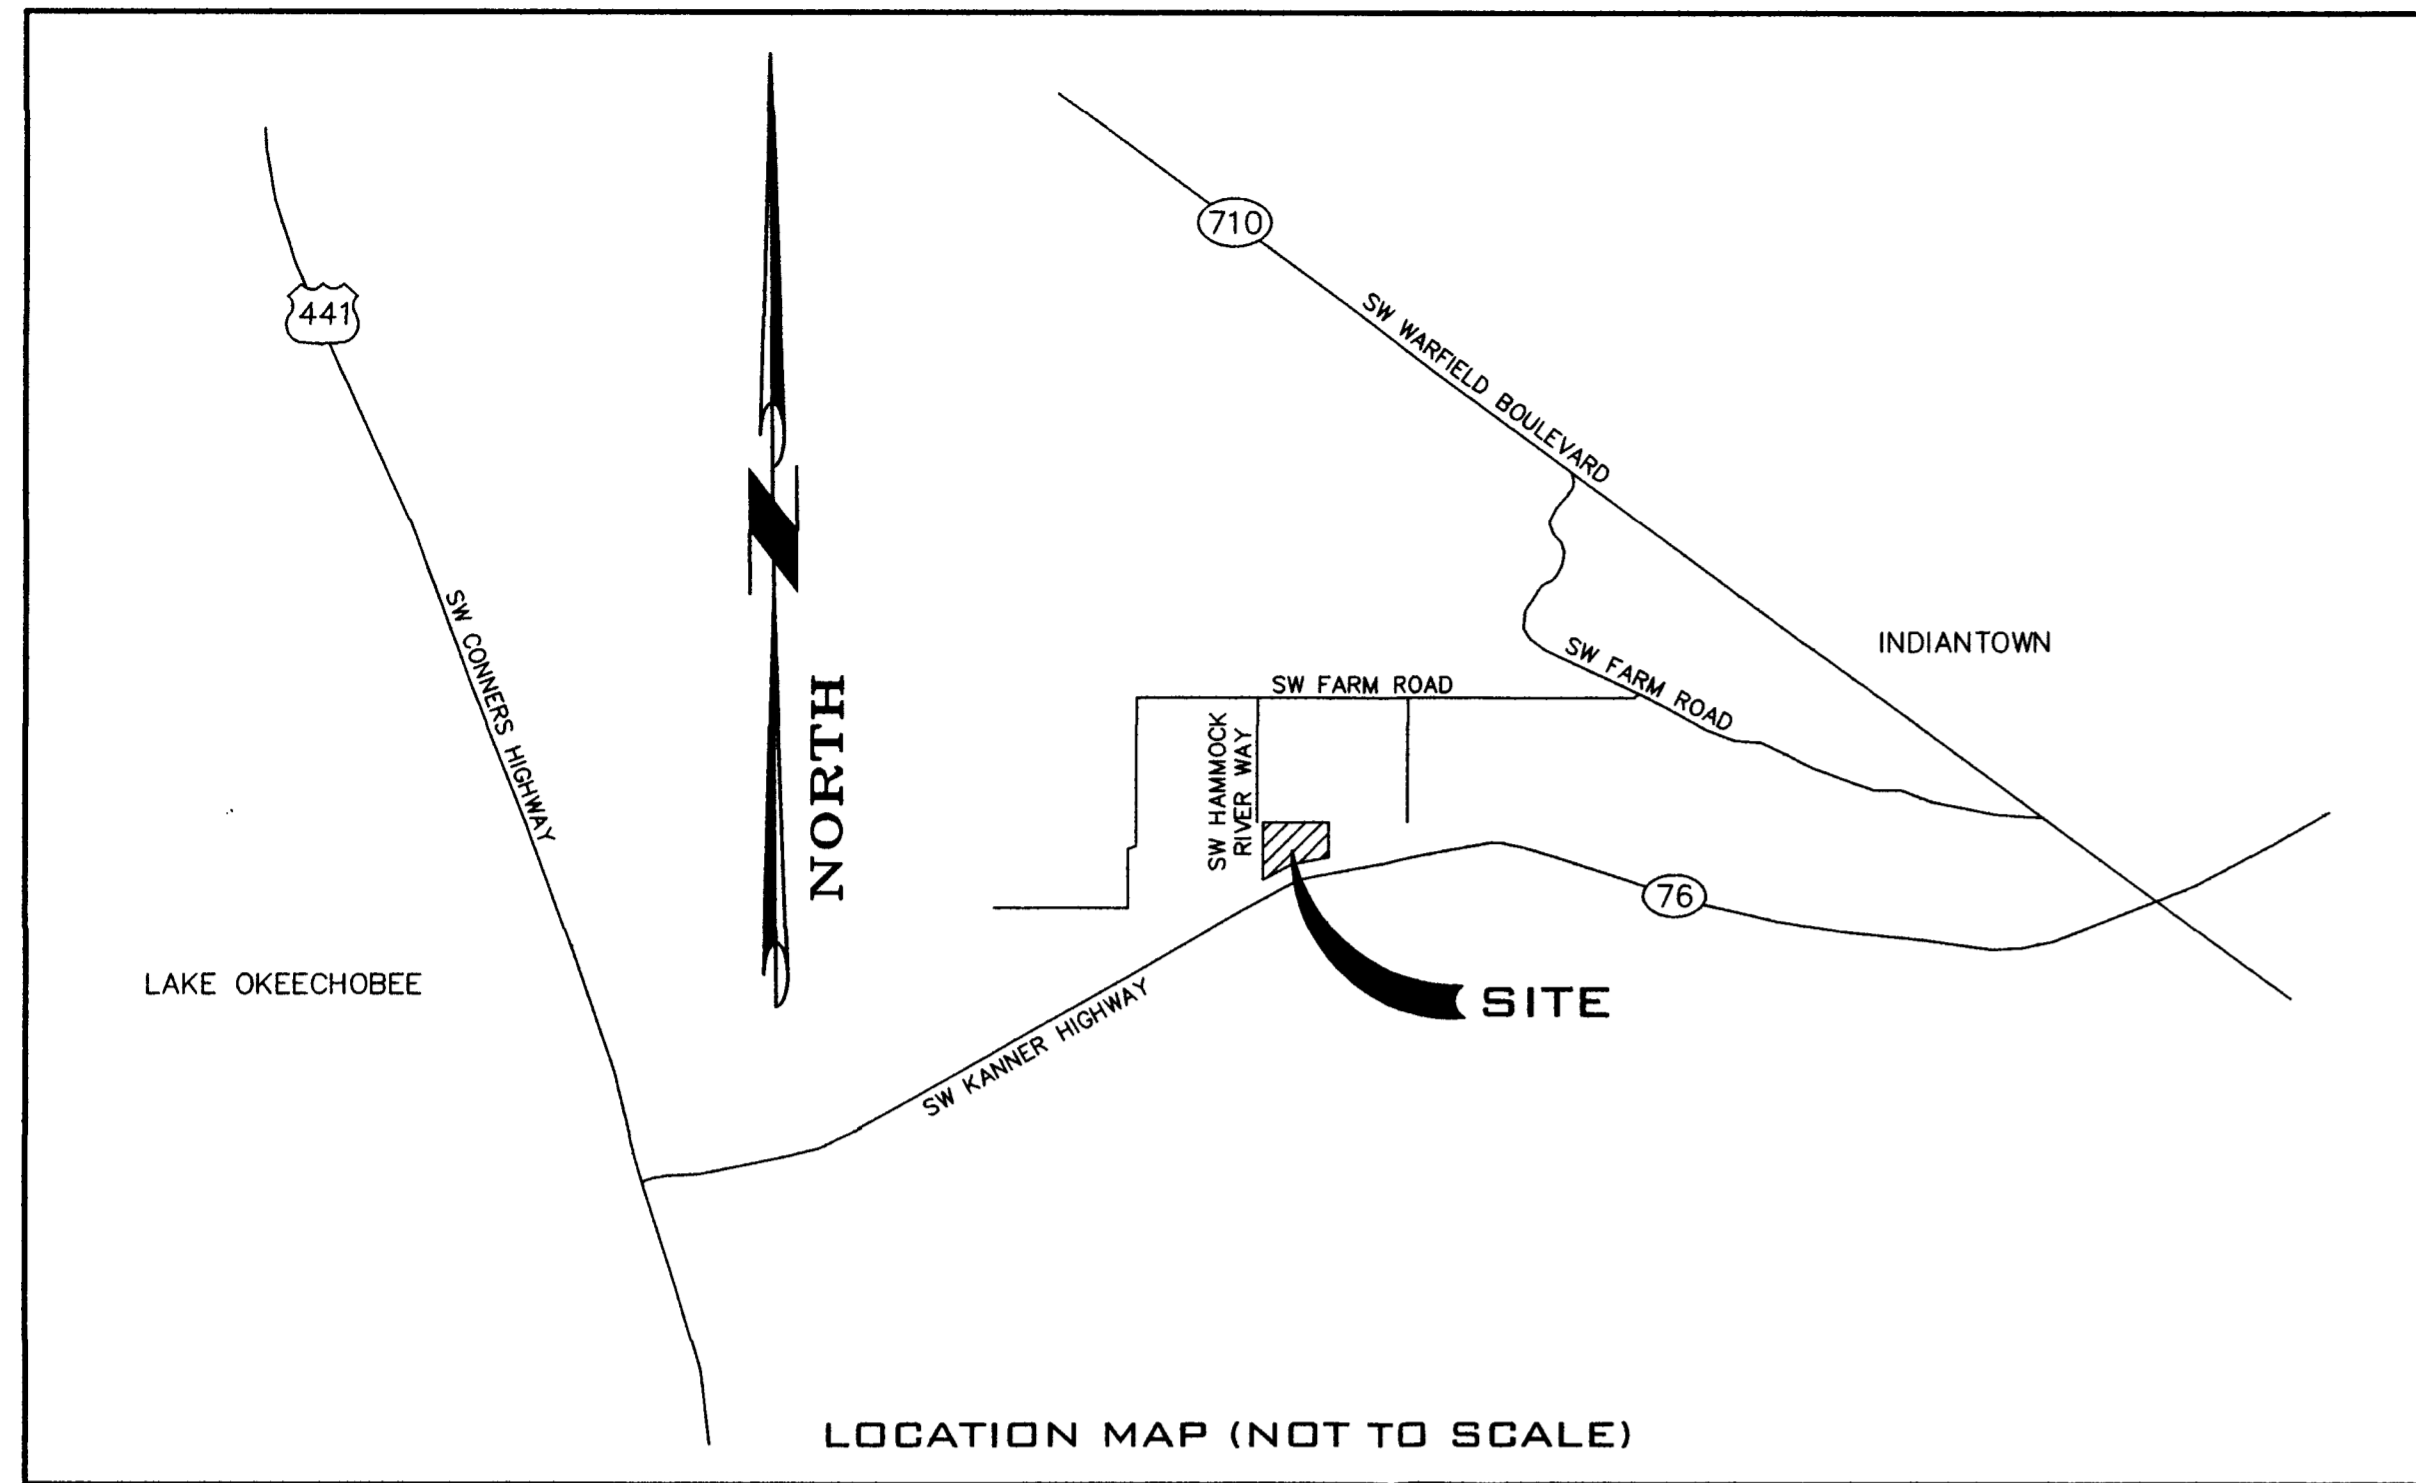 710
441
SW WARFIELD BOULEVARD
SW CONNERS HIGHWAY
N
NORTH
INDIANTOWN
SW FARM ROAD
SW FARM ROAD
SW HAMMOCK
RIVER WAY
76
LAKE OKEECHOBEE
SITE
SW KANNER HIGHWAY
LOCATION MAP (NOT TO SCALE)